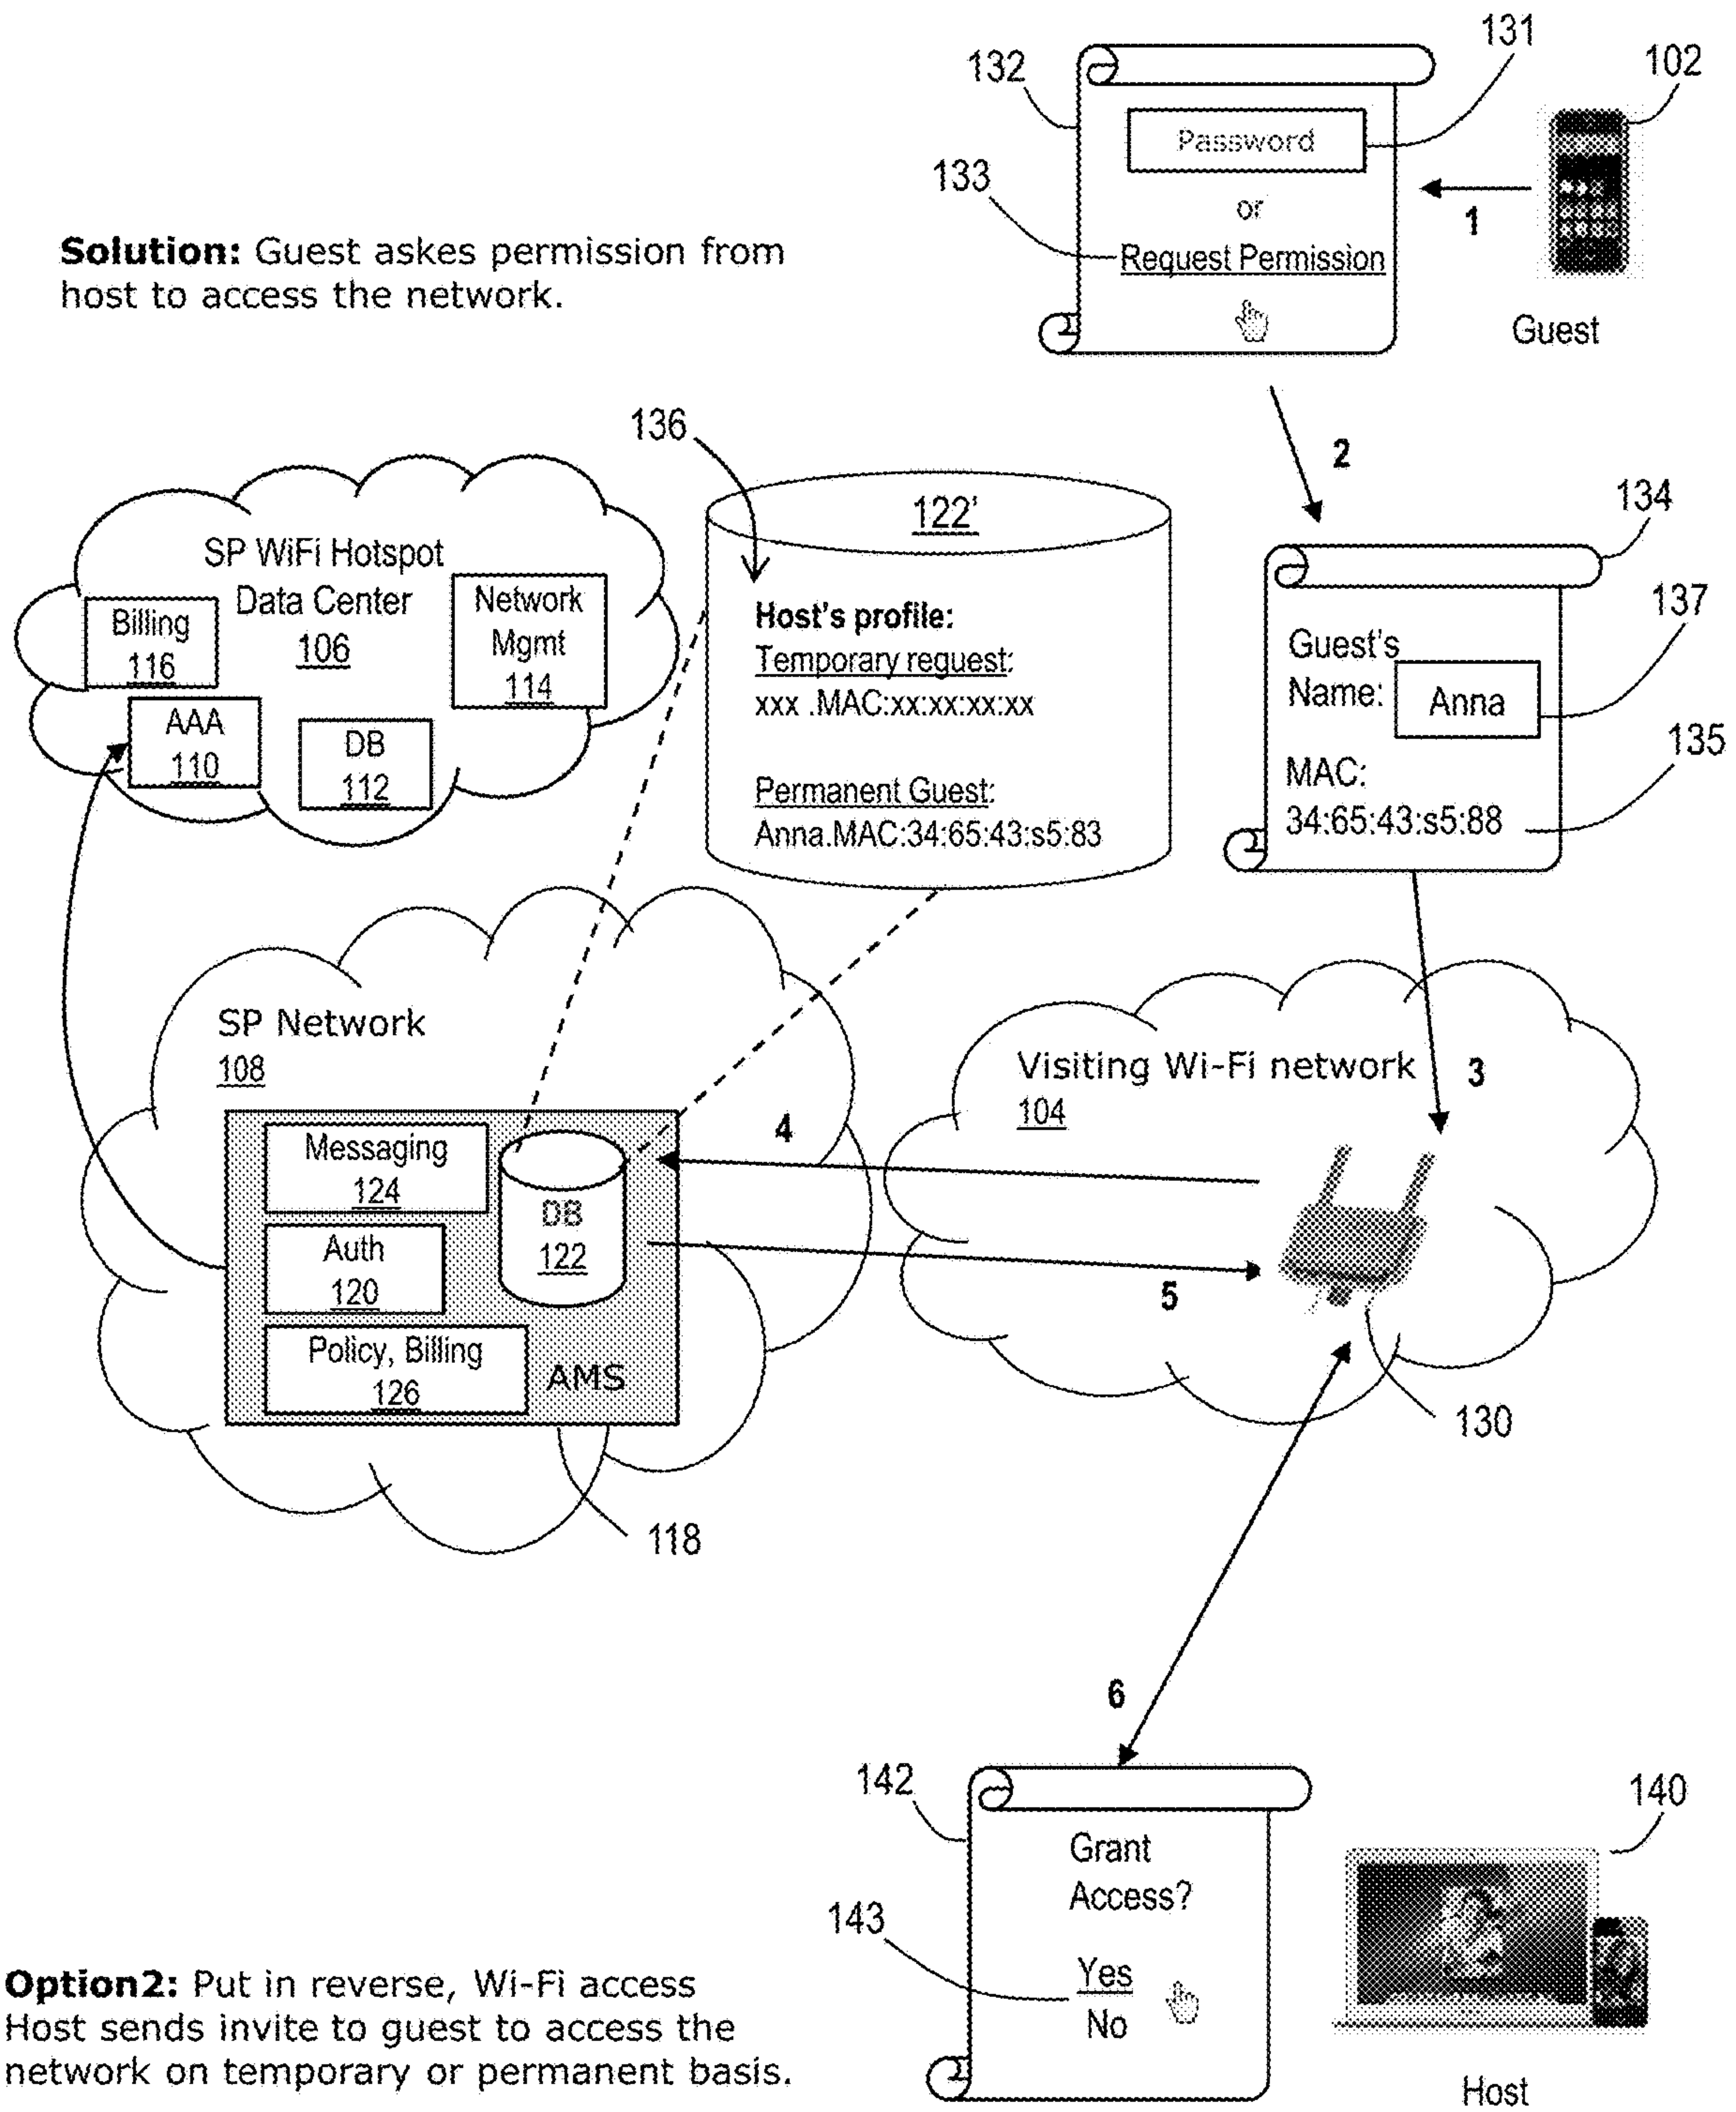 131
132
102
Password
133
or
1
Request Permission
Solution: Guest askes permission from
host to access the network.
Guest
136
2
122'
134
SP WiFi Hotspot
Data Center
106
Network
Mgmt
114
Billing
116
AAA
110
DB
112
Host's profile:
Temporary reguest:
xxx .MAC:xx:xx:xx:xx
Permanent Guest:
Anna.MAC:34:65:43:s5:83
137
Guest's
Name:
Anna
135
MAC:
34:65:43:s5:88
SP Network
108
Visiting Wi-Fi network
104
3
4
Messaging
124
DB
122
Auth
120
5
Policy, Billing
126
AMS
130
118
6
142
140
Grant
Access?
143
Yes
No
Option2: Put in reverse, Wi-Fi access
Host sends invite to guest to access the
network on temporary or permanent basis.
Host